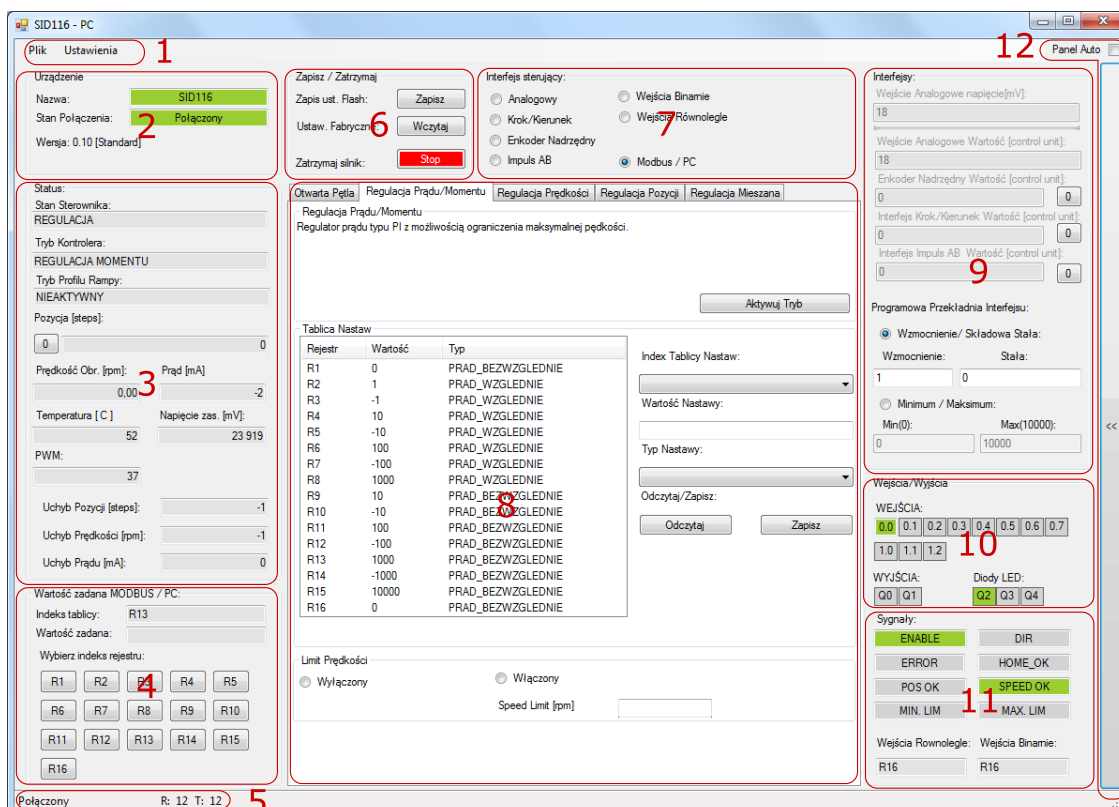 SID116 - PC
1
12
Plik Ustawienia
Panel Auto
Urządzenie
Nazwa: SID116
Stan Połączenia: Połączony
2
Wersja: 0.10 [Standard]
Zapisz / Zatrzymaj
Zapis ust. Flash: Zapisz
Ustaw. Fabryczne: Wczytaj
6
Zatrzymaj silnik: Stop
Interfejs sterujący:
Analogowy
Wejścia Binarnie
Krok/Kierunek
Wejścia Równolegle
7
Enkoder Nadrzędny
Impuls AB
Modbus / PC
Status:
Stan Sterownika:
REGULACJA
Tryb Kontrolera:
REGULACJA MOMENTU
Tryb Profilu Rampy:
NIEAKTYWNY
Pozycja [steps]:
0 0
Prędkość Obr. [rpm]: Prąd [mA]
3
0,00 -2
Temperatura [ C ] Napięcie zas. [mV]:
52 23 919
PWM:
37
Uchyb Pozycji [steps]: -1
Uchyb Prędkości [rpm]: -1
Uchyb Prądu [mA]: 0
Wartość zadana MODBUS / PC:
Indeks tablicy: R13
Wartość zadana:
Wybierz indeks rejestru:
4
R1 R2 R3 R4 R5
R6 R7 R8 R9 R10
R11 R12 R13 R14 R15
R16
Otwarta Pętla Regulacja Prądu/Momentu Regulacja Prędkości Regulacja Pozycji Regulacja Mieszana
Regulacja Prądu/Momentu
Regulator prądu typu PI z możliwością ograniczenia maksymalnej pędkości.
Aktywuj Tryb
Tablica Nastaw
Rejestr Wartość Typ
R1 0 PRAD_BEZWZGLEDNIE
R2 1 PRAD_WZGLEDNIE
R3 -1 PRAD_WZGLEDNIE
R4 10 PRAD_WZGLEDNIE
R5 -10 PRAD_WZGLEDNIE
R6 100 PRAD_WZGLEDNIE
R7 -100 PRAD_WZGLEDNIE
R8 1000 PRAD_WZGLEDNIE
R9 10 PRAD_BEZWZGLEDNIE
R10 -10 PRAD_BEZWZGLEDNIE
R11 100 PRAD_BEZWZGLEDNIE
R12 -100 PRAD_BEZWZGLEDNIE
R13 1000 PRAD_BEZWZGLEDNIE
R14 -1000 PRAD_BEZWZGLEDNIE
R15 10000 PRAD_BEZWZGLEDNIE
R16 0 PRAD_BEZWZGLEDNIE
8
Index Tablicy Nastaw:
Wartość Nastawy:
Typ Nastawy:
Odczytaj/Zapisz:
Odczytaj Zapisz
Limit Prędkości
Wyłączony Włączony
Speed Limit [rpm]
Interfejsy:
Wejście Analogowe napięcie[mV]:
18
Wejście Analogowe Wartość [control unit]:
18
Enkoder Nadrzędny Wartość [control unit]:
0 0
Interfejs Krok/Kierunek Wartość [control unit]:
0 0
Interfejs Impuls AB Wartość [control unit]:
0 0
9
Programowa Przekładnia Interfejsu:
Wzmocnienie/ Składowa Stała:
Wzmocnienie: Stała:
1 0
Minimum / Maksimum:
Min(0): Max(10000):
0 10000
<<
Wejścia/Wyjścia
WEJŚCIA:
0.0 0.1 0.2 0.3 0.4 0.5 0.6 0.7
1.0 1.1 1.2
10
WYJŚCIA: Diody LED:
Q0 Q1 Q2 Q3 Q4
Sygnały:
ENABLE DIR
ERROR HOME_OK
POS OK SPEED OK
11
MIN. LIM MAX. LIM
Wejścia Rownolegle: Wejścia Binarnie:
R16 R16
Połączony R: 12 T: 12
5